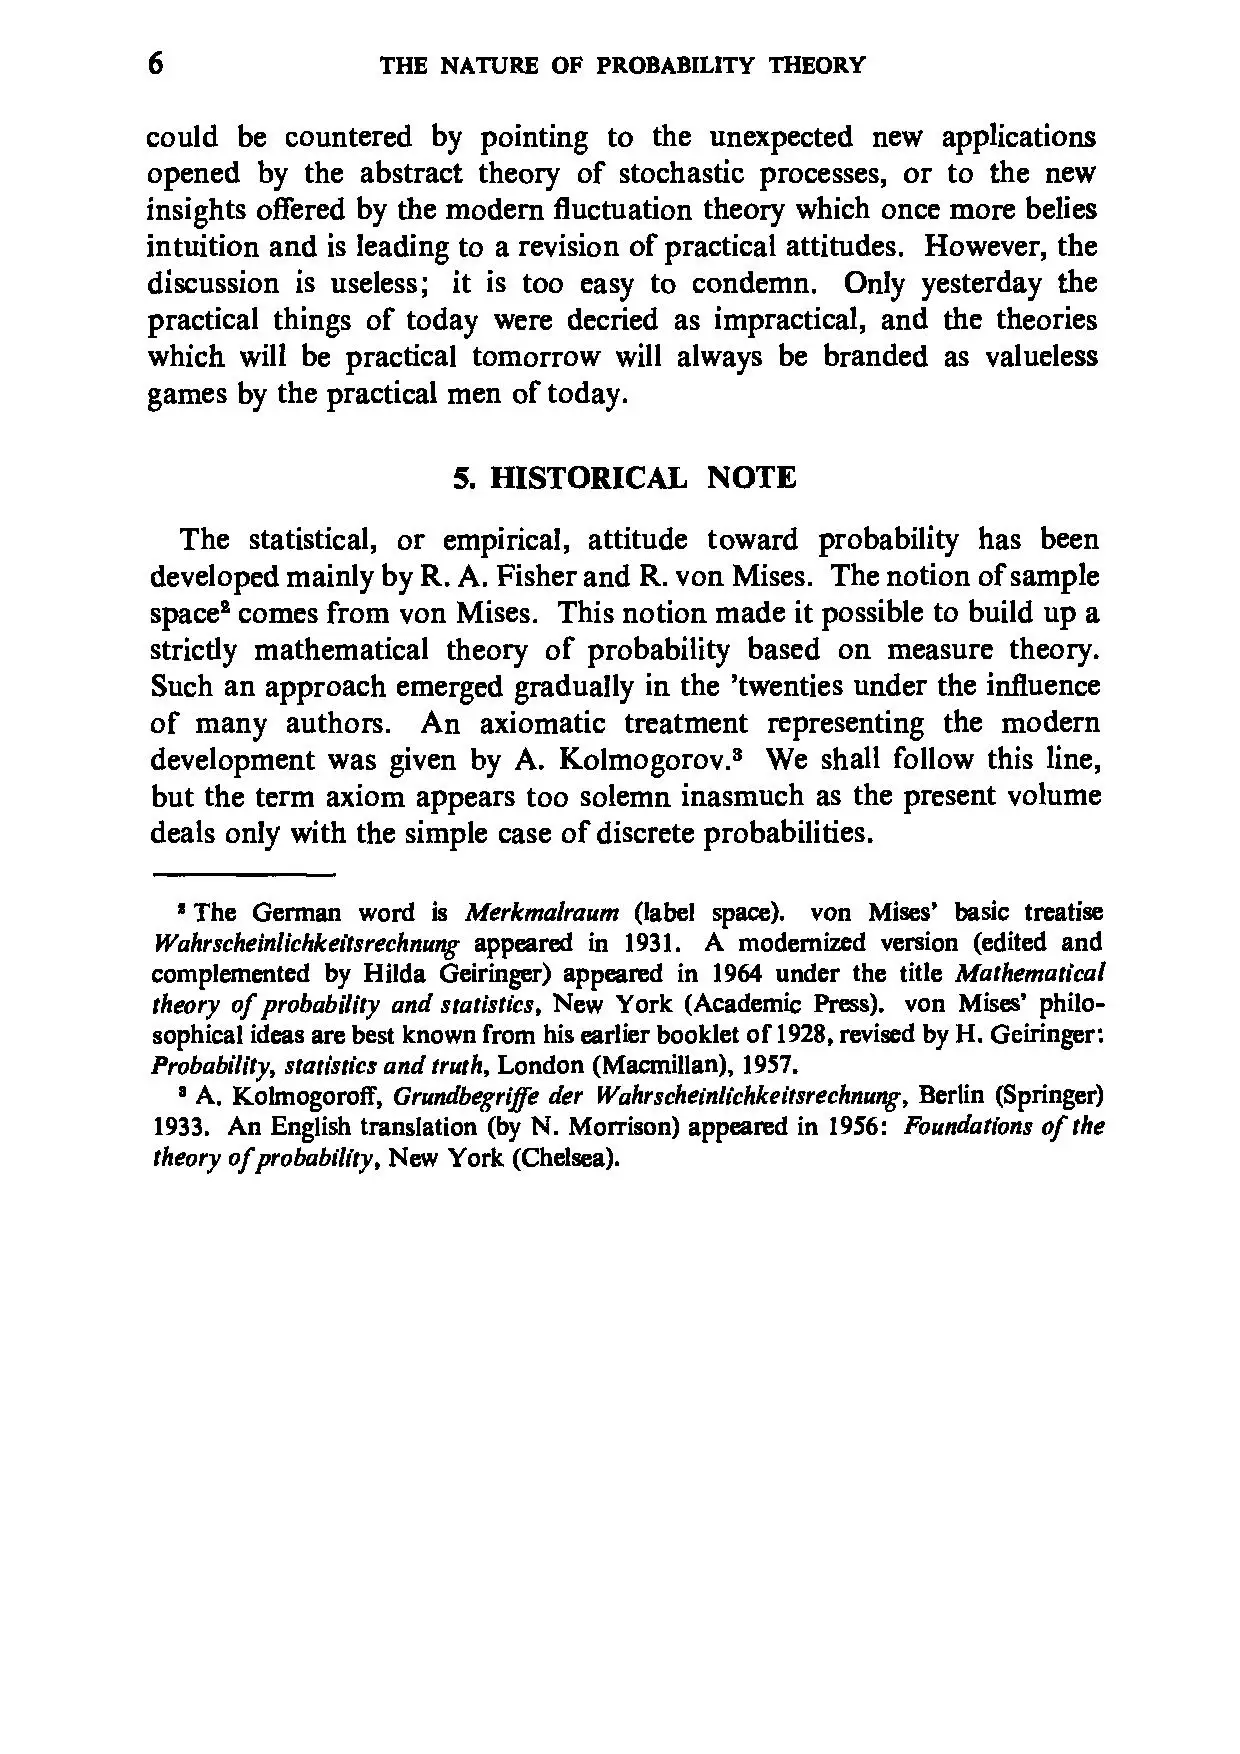 6 THE NATURE OF PROBABILITY THEORY
could be countered by pointing to the unexpected new applications
opened by the abstract theory of stochastic processes, or to the new
insights offered by the modern fluctuation theory which once more belies
intuition and is leading to a revision of practical attitudes. However, the
discussion is useless; it is too easy to condemn. Only yesterday the
practical things of today were decried as impractical, and the theories
which will be practical tomorrow will always be branded as valueless
games by the practical men of today.
5. HISTORICAL NOTE
The statistical, or empirical, attitude toward probability has been
developed mainly by R. A. Fisher and R. von Mises. The notion of sample
space² comes from von Mises. This notion made it possible to build up a
strictly mathematical theory of probability based on measure theory.
Such an approach emerged gradually in the ’twenties under the influence
of many authors. An axiomatic treatment representing the modern
development was given by A. Kolmogorov.³ We shall follow this line,
but the term axiom appears too solemn inasmuch as the present volume
deals only with the simple case of discrete probabilities.
² The German word is Merkmalraum (label space). von Mises’ basic treatise
Wahrscheinlichkeitsrechnung appeared in 1931. A modernized version (edited and
complemented by Hilda Geiringer) appeared in 1964 under the title Mathematical
theory of probability and statistics, New York (Academic Press). von Mises’ philo-
sophical ideas are best known from his earlier booklet of 1928, revised by H. Geiringer:
Probability, statistics and truth, London (Macmillan), 1957.
³ A. Kolmogoroff, Grundbegriffe der Wahrscheinlichkeitsrechnung, Berlin (Springer)
1933. An English translation (by N. Morrison) appeared in 1956: Foundations of the
theory of probability, New York (Chelsea).